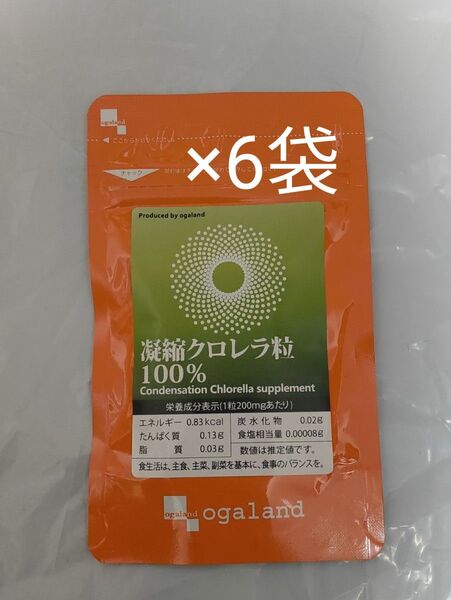 ogaland
チャック
×6袋
Produced by ogaland
凝縮クロレラ粒
100%
Condensation Chlorella supplement
栄養成分表示(1粒200mgあたり)
エネルギー 0.83kcal 炭水化物 0.02g
たんぱく質 0.13g 食塩相当量 0.00008g
脂質 0.03g 数値は推定値です。
食生活は、主食、主菜、副菜を基本に、食事のバランスを。
ogaland ogaland